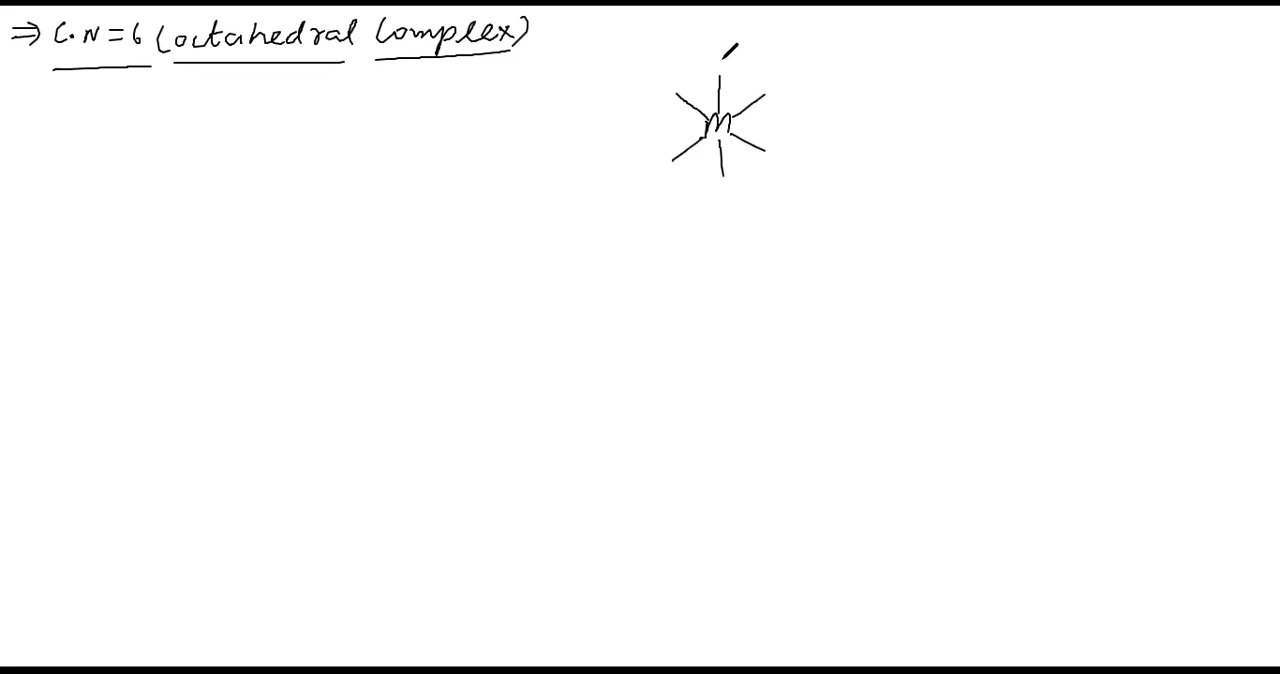 ⇒ C.N = 6 (octahedral Complex)
M